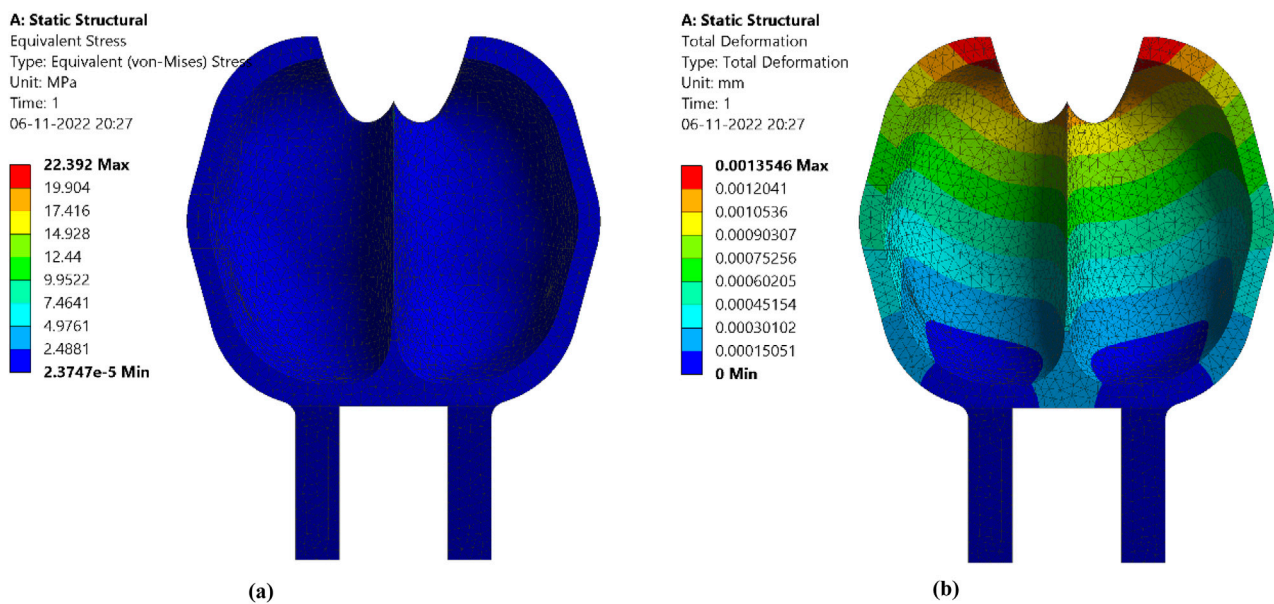 A: Static Structural
Equivalent Stress
Type: Equivalent (von-Mises) Stress
Unit: MPa
Time: 1
06-11-2022 20:27
22.392 Max
19.904
17.416
14.928
12.44
9.9522
7.4641
4.9761
2.4881
2.3747e-5 Min
(a)
A: Static Structural
Total Deformation
Type: Total Deformation
Unit: mm
Time: 1
06-11-2022 20:27
0.0013546 Max
0.0012041
0.0010536
0.00090307
0.00075256
0.00060205
0.00045154
0.00030102
0.00015051
0 Min
(b)